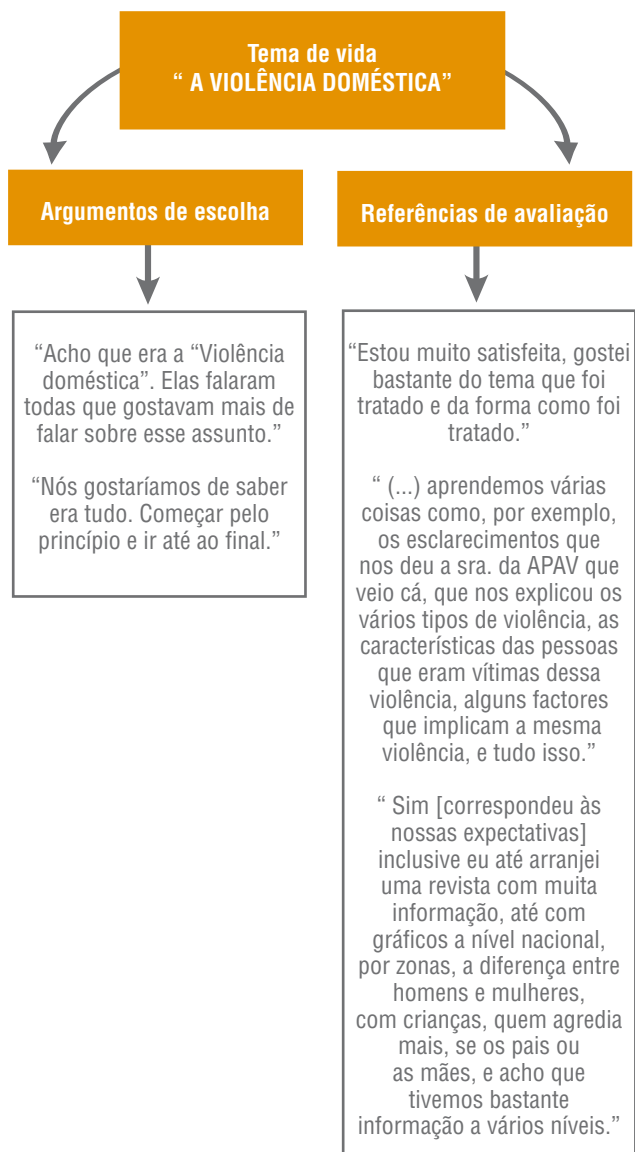 Tema de vida
“ A VIOLÊNCIA DOMÉSTICA”
Argumentos de escolha
“Acho que era a “Violência
doméstica”. Elas falaram
todas que gostavam mais de
falar sobre esse assunto.”
“Nós gostaríamos de saber
era tudo. Começar pelo
princípio e ir até ao final.”
Referências de avaliação
“Estou muito satisfeita, gostei
bastante do tema que foi
tratado e da forma como foi
tratado.”
“ (...) aprendemos várias
coisas como, por exemplo,
os esclarecimentos que
nos deu a sra. da APAV que
veio cá, que nos explicou os
vários tipos de violência, as
características das pessoas
que eram vítimas dessa
violência, alguns factores
que implicam a mesma
violência, e tudo isso.”
“ Sim [correspondeu às
nossas expectativas]
inclusive eu até arranjei
uma revista com muita
informação, até com
gráficos a nível nacional,
por zonas, a diferença entre
homens e mulheres,
com crianças, quem agredia
mais, se os pais ou
as mães, e acho que
tivemos bastante
informação a vários níveis.”